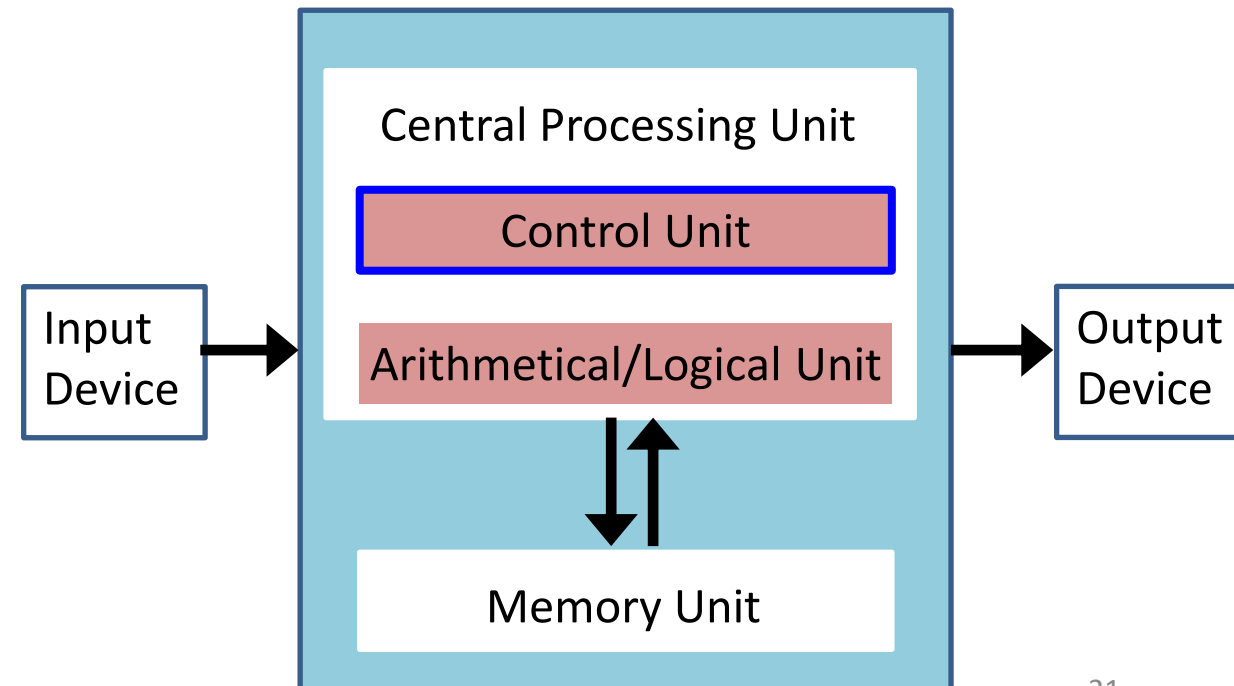 Central Processing Unit
Control Unit
Arithmetical/Logical Unit
Input
Device
Output
Device
Memory Unit